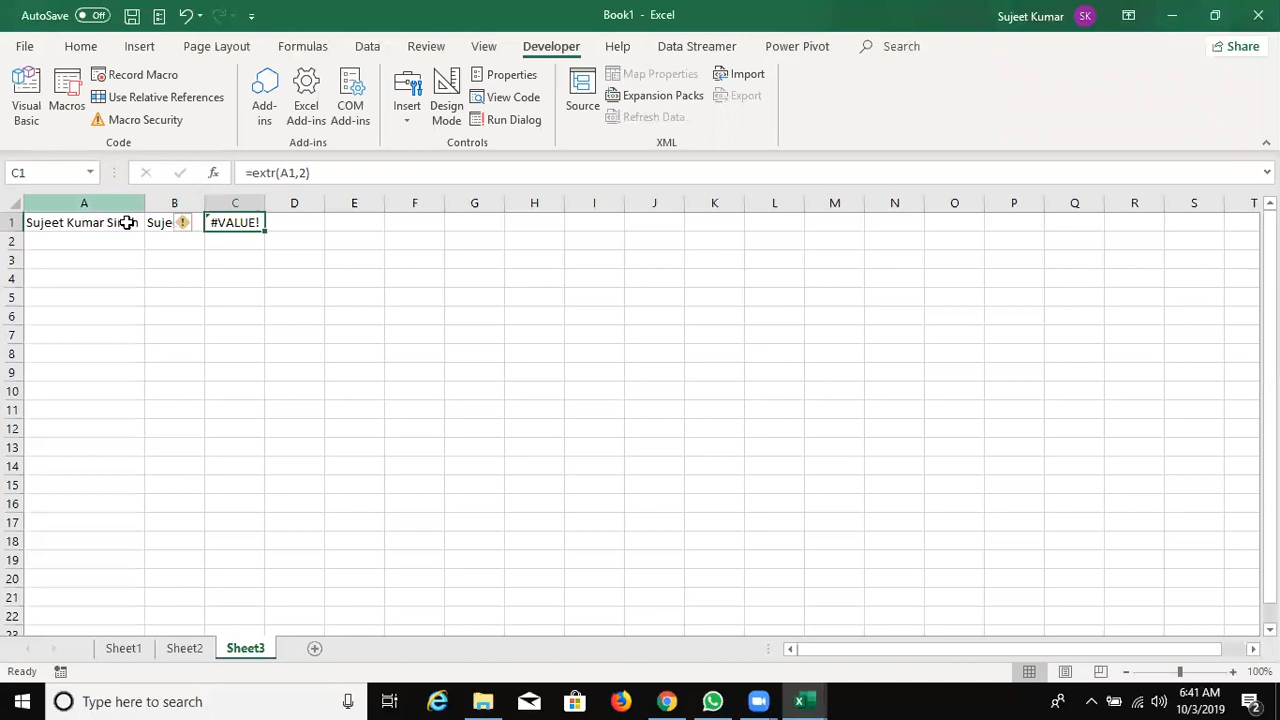 AutoSave Off
Book1 - Excel
Sujeet Kumar SK
File Home Insert Page Layout Formulas Data Review View Developer Help Data Streamer Power Pivot Search Share
Visual Basic
Macros
Record Macro
Use Relative References
Macro Security
Code
Add-ins
Excel Add-ins
COM Add-ins
Add-ins
Insert
Design Mode
Properties
View Code
Run Dialog
Controls
Source
Map Properties
Expansion Packs
Refresh Data
Import
Export
XML
C1 fx =extr(A1,2)
A B C D E F G H I J K L M N O P Q R S T
1 Sujeet Kumar Suje #VALUE!
2
3
4
5
6
7
8
9
10
11
12
13
14
15
16
17
18
19
20
21
22
23
Sheet1 Sheet2 Sheet3
Ready 100%
Type here to search
6:41 AM
10/3/2019
2